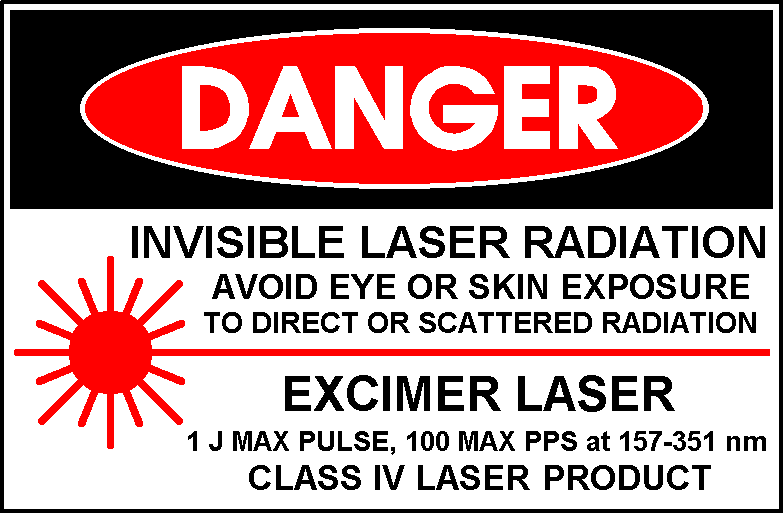 DANGER
INVISIBLE LASER RADIATION
AVOID EYE OR SKIN EXPOSURE
TO DIRECT OR SCATTERED RADIATION
EXCIMER LASER
1 J MAX PULSE, 100 MAX PPS at 157-351 nm
CLASS IV LASER PRODUCT